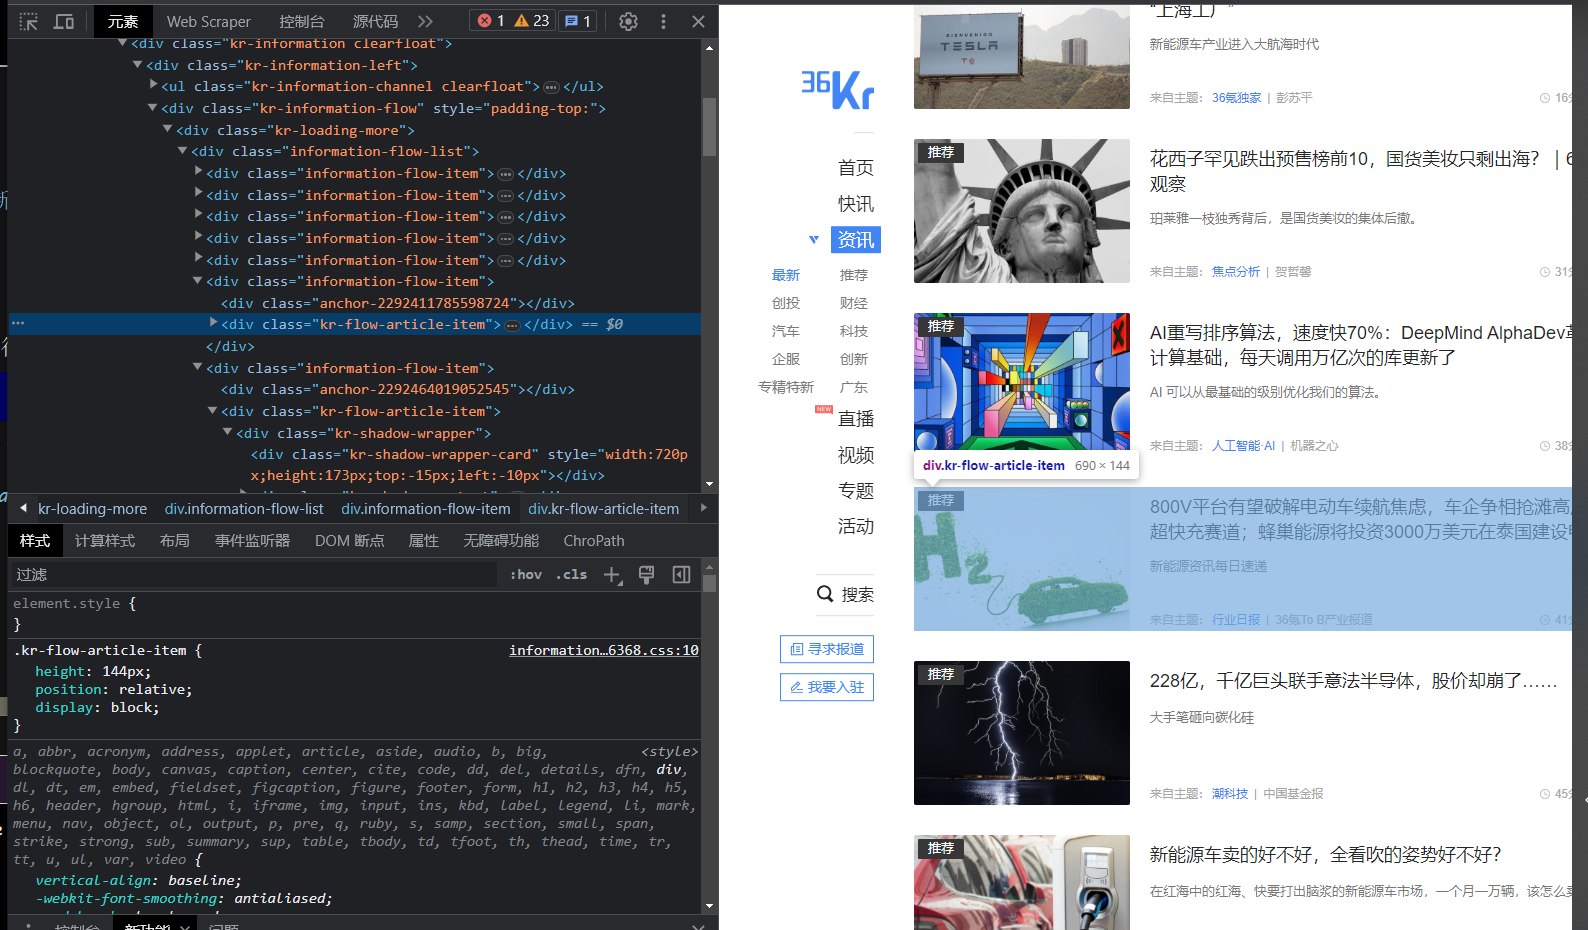 元素 Web Scraper 控制台 源代码 1 23 1
<div class="kr-information clearfloat">
<div class="kr-information-left">
<ul class="kr-information-channel clearfloat">…</ul>
<div class="kr-information-flow" style="padding-top:">
<div class="kr-loading-more">
<div class="information-flow-list">
<div class="information-flow-item">…</div>
<div class="information-flow-item">…</div>
<div class="information-flow-item">…</div>
<div class="information-flow-item">…</div>
<div class="information-flow-item">…</div>
<div class="information-flow-item">
<div class="anchor-2292411785598724"></div>
<div class="kr-flow-article-item">…</div> == $0
</div>
<div class="information-flow-item">
<div class="anchor-2292464019052545"></div>
<div class="kr-flow-article-item">
<div class="kr-shadow-wrapper">
<div class="kr-shadow-wrapper-card" style="width:720p
x;height:173px;top:-15px;left:-10px"></div>
kr-loading-more div.information-flow-list div.information-flow-item div.kr-flow-article-item
样式 计算样式 布局 事件监听器 DOM 断点 属性 无障碍功能 ChroPath
过滤 :hov .cls
element.style {
}
.kr-flow-article-item { information…6368.css:10
height: 144px;
position: relative;
display: block;
}
a, abbr, acronym, address, applet, article, aside, audio, b, big, <style>
blockquote, body, canvas, caption, center, cite, code, dd, del, details, dfn, div,
dl, dt, em, embed, fieldset, figcaption, figure, footer, form, h1, h2, h3, h4, h5,
h6, header, hgroup, html, i, iframe, img, input, ins, kbd, label, legend, li, mark,
menu, nav, object, ol, output, p, pre, q, ruby, s, samp, section, small, span,
strike, strong, sub, summary, sup, table, tbody, td, tfoot, th, thead, time, tr,
tt, u, ul, var, video {
vertical-align: baseline;
-webkit-font-smoothing: antialiased;
控制台 新功能 问题
36Kr
首页
快讯
资讯
最新 推荐
创投 财经
汽车 科技
企服 创新
专精特新 广东
NEW
直播
视频
专题
活动
搜索
寻求报道
我要入驻
BIENVENIDO
TESLA
“上海工厂”
新能源车产业进入大航海时代
来自主题： 36氪独家 | 彭苏平 16
推荐
花西子罕见跌出预售榜前10，国货美妆只剩出海？｜6
观察
珀莱雅一枝独秀背后，是国货美妆的集体后撤。
来自主题： 焦点分析 | 贺哲馨 31
推荐
AI重写排序算法，速度快70%：DeepMind AlphaDev革
计算基础，每天调用万亿次的库更新了
AI 可以从最基础的级别优化我们的算法。
来自主题： 人工智能·AI | 机器之心 38
div.kr-flow-article-item 690 × 144
推荐
800V平台有望破解电动车续航焦虑，车企争相抢滩高
超快充赛道；蜂巢能源将投资3000万美元在泰国建设
新能源资讯每日速递
来自主题： 行业日报 | 36氪To B产业报道 41
推荐
228亿，千亿巨头联手意法半导体，股价却崩了……
大手笔砸向碳化硅
来自主题： 潮科技 | 中国基金报 45
推荐
新能源车卖的好不好，全看吹的姿势好不好？
在红海中的红海、快要打出脑浆的新能源车市场，一个月一万辆，该怎么卖